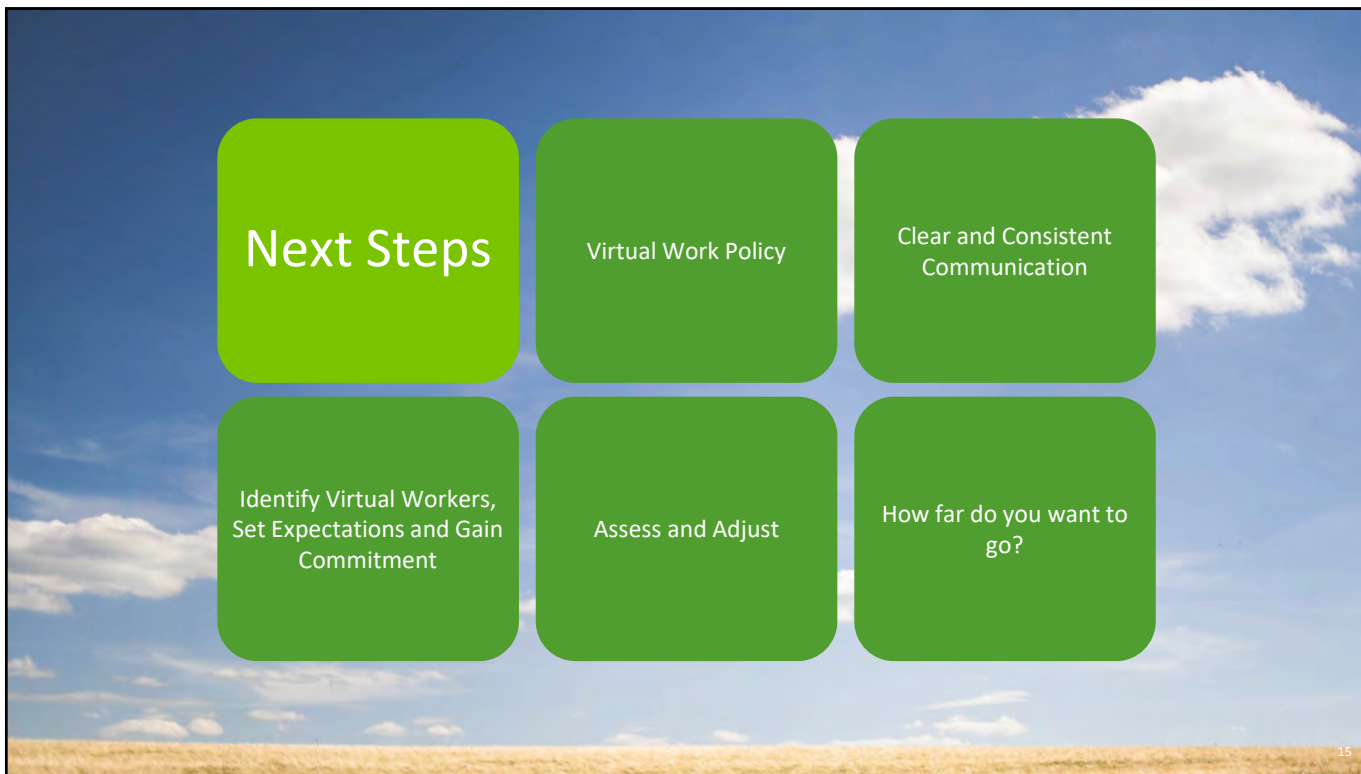 Next Steps
Virtual Work Policy
Clear and Consistent
Communication
Identify Virtual Workers,
Set Expectations and Gain
Commitment
Assess and Adjust
How far do you want to
go?
15